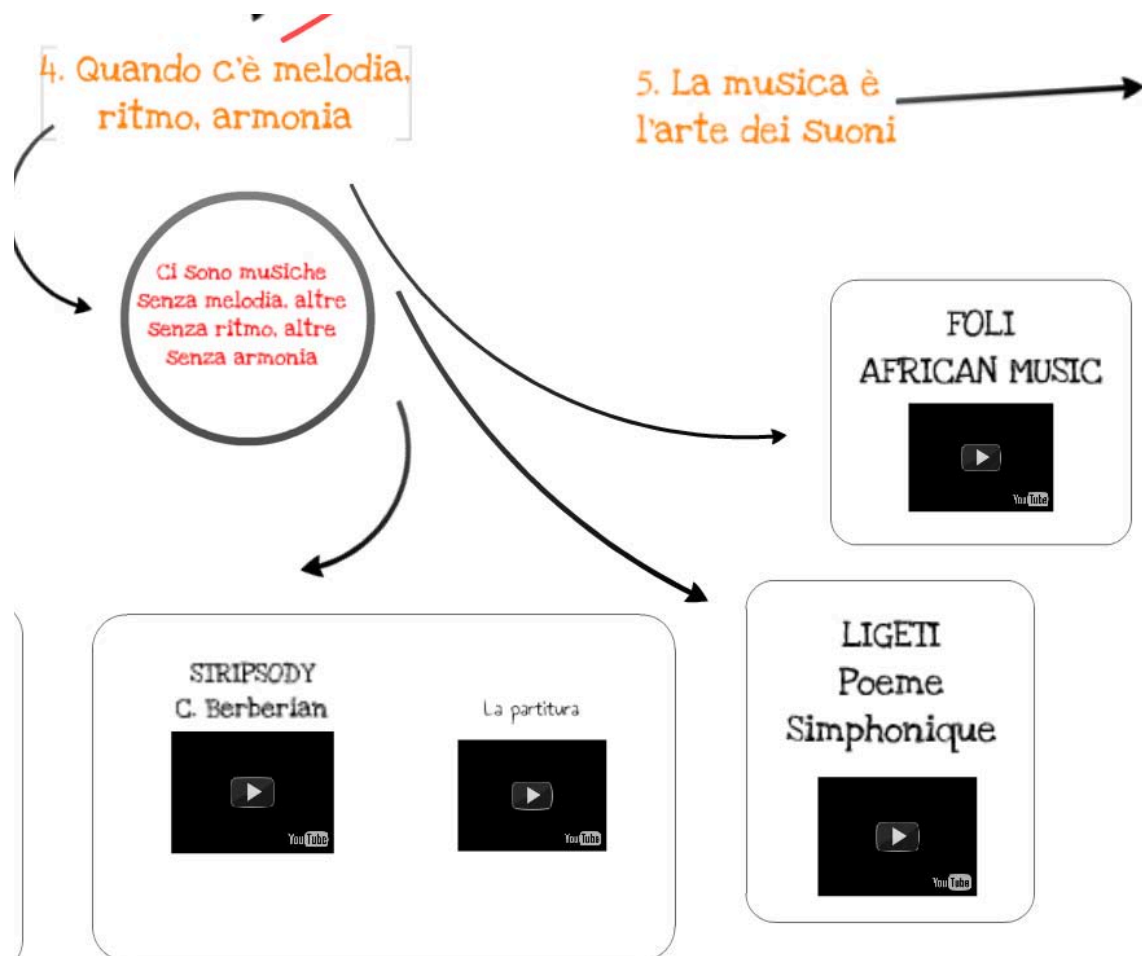 4. Quando c'è melodia,
ritmo, armonia
5. La musica è
l'arte dei suoni
Ci sono musiche
senza melodia, altre
senza ritmo, altre
senza armonia
FOLI
AFRICAN MUSIC
YouTube
STRIPSODY
C. Berberian
YouTube
La partitura
YouTube
LIGETI
Poeme
Simphonique
YouTube